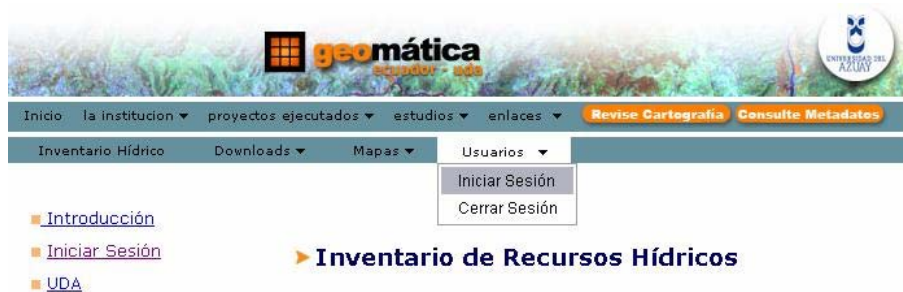 geomática
ecuador - uda
UNIVERSIDAD DEL
AZUAY
Inicio la institucion proyectos ejecutados estudios enlaces Revise Cartografia Consulte Metadatos
Inventario Hídrico Downloads Mapas Usuarios
Iniciar Sesión
Cerrar Sesión
Introducción
Iniciar Sesión
UDA
Inventario de Recursos Hídricos